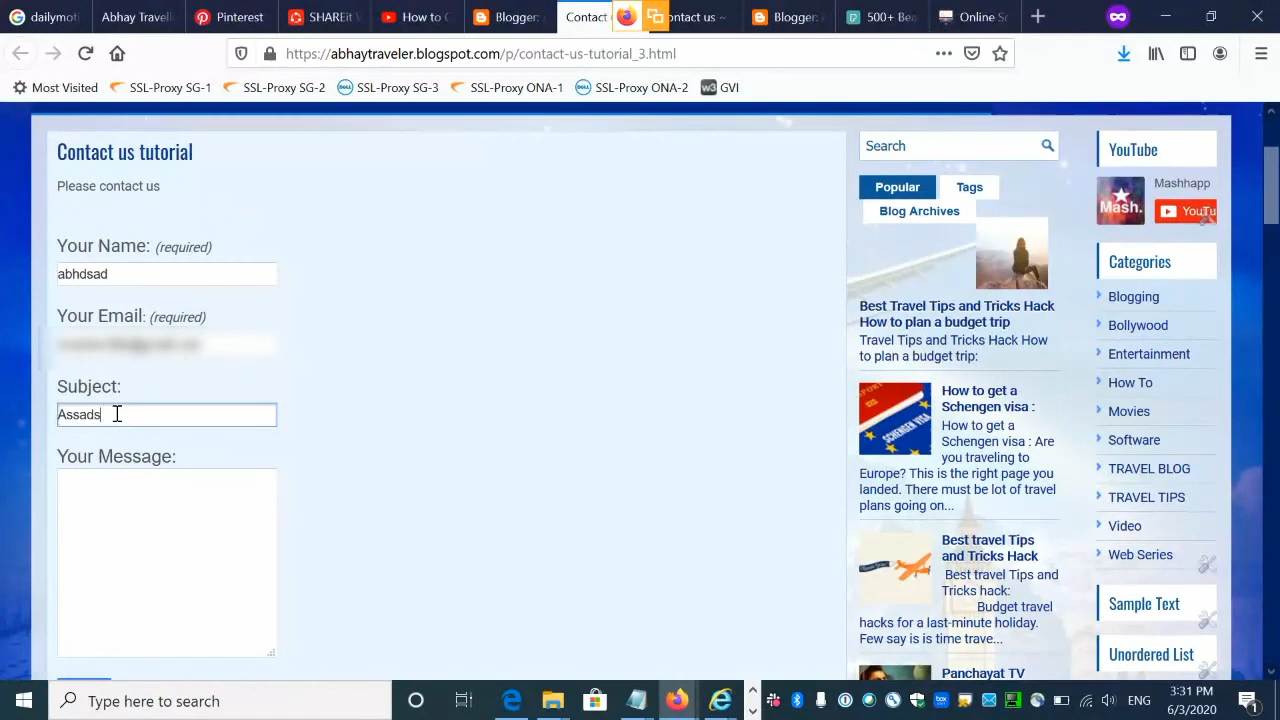 dailymoti
Abhay Travell
Pinterest
SHAREit
How to C
Blogger:
Contact
ontact us ~
Blogger:
500+ Bea
Online Sc
https://abhaytraveler.blogspot.com/p/contact-us-tutorial_3.html
Most Visited
SSL-Proxy SG-1
SSL-Proxy SG-2
SSL-Proxy SG-3
SSL-Proxy ONA-1
SSL-Proxy ONA-2
w3 GVI
Contact us tutorial
Please contact us
Your Name: (required)
abhdsad
Your Email: (required)
Subject:
Assads
Your Message:
Search
Popular
Tags
Blog Archives
Best Travel Tips and Tricks Hack
How to plan a budget trip
Travel Tips and Tricks Hack How
to plan a budget trip:
How to get a
Schengen visa :
How to get a
Schengen visa : Are
you traveling to
Europe? This is the right page you
landed. There must be lot of travel
plans going on...
Best travel Tips
and Tricks Hack
Best travel Tips and
Tricks hack:
Budget travel
hacks for a last-minute holiday.
Few say is is time trave...
Panchayat TV
YouTube
Mash.
Mashhapp
YouTu
Categories
Blogging
Bollywood
Entertainment
How To
Movies
Software
TRAVEL BLOG
TRAVEL TIPS
Video
Web Series
Sample Text
Unordered List
Type here to search
ENG
3:31 PM
6/3/2020